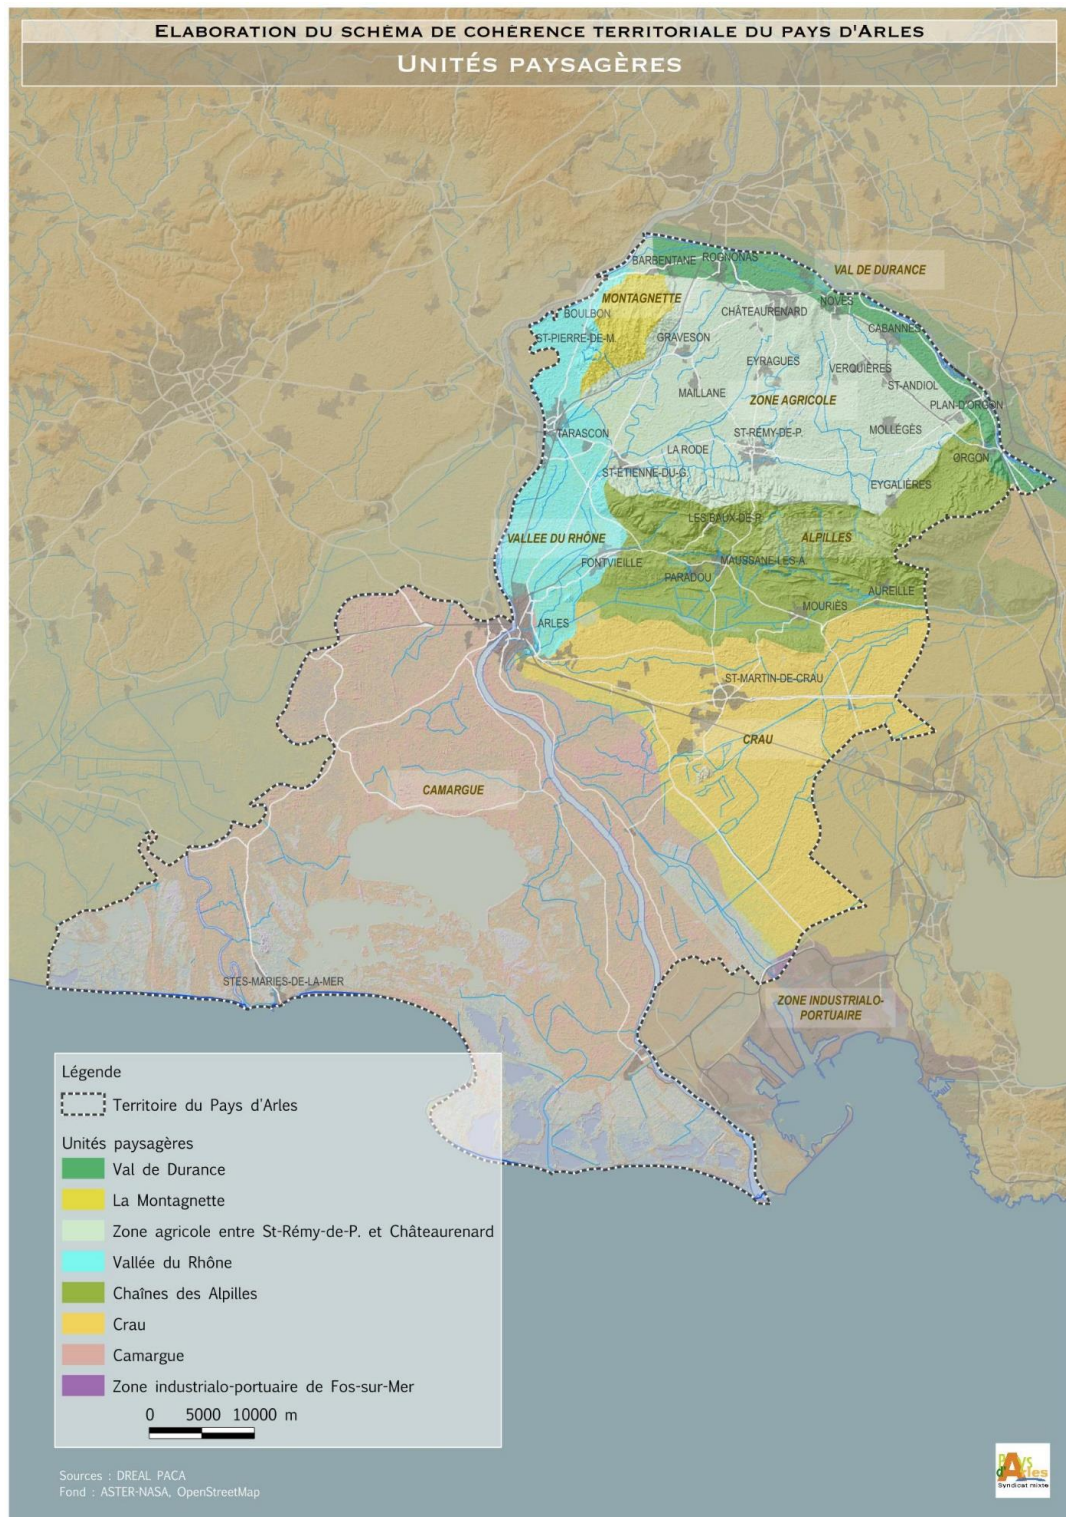 ELABORATION DU SCHÉMA DE COHÉRENCE TERRITORIALE DU PAYS D'ARLES
UNITÉS PAYSAGÈRES
BARBENTANE
ROGNONAS
VAL DE DURANCE
MONTAGNETTE
BOULBON
CHÂTEAURENARD
NOVES
CABANNES
ST-PIERRE-DE-M.
GRAVESON
EYRAGUES
VERQUIÈRES
ST-ANDIOL
MAILLANE
ZONE AGRICOLE
PLAN-D'ORGON
TARASCON
ST-RÉMY-DE-P.
MOLLÉGÈS
LA RODE
ORGON
ST-ETIENNE-DU-G.
EYGALIÈRES
LES BAUX-DE-P.
VALLEE DU RHÔNE
ALPILLES
FONTVIEILLE
MAUSSANE-LES-A.
PARADOU
AUREILLE
MOURIÈS
ARLES
ST-MARTIN-DE-CRAU
CRAU
CAMARGUE
STES-MARIES-DE-LA-MER
ZONE INDUSTRIALO-
PORTUAIRE
Légende
Territoire du Pays d'Arles
Unités paysagères
Val de Durance
La Montagnette
Zone agricole entre St-Rémy-de-P. et Châteaurenard
Vallée du Rhône
Chaînes des Alpilles
Crau
Camargue
Zone industrialo-portuaire de Fos-sur-Mer
0 5000 10000 m
Sources : DREAL PACA
Fond : ASTER-NASA, OpenStreetMap
Pays
d'Arles
Syndicat mixte